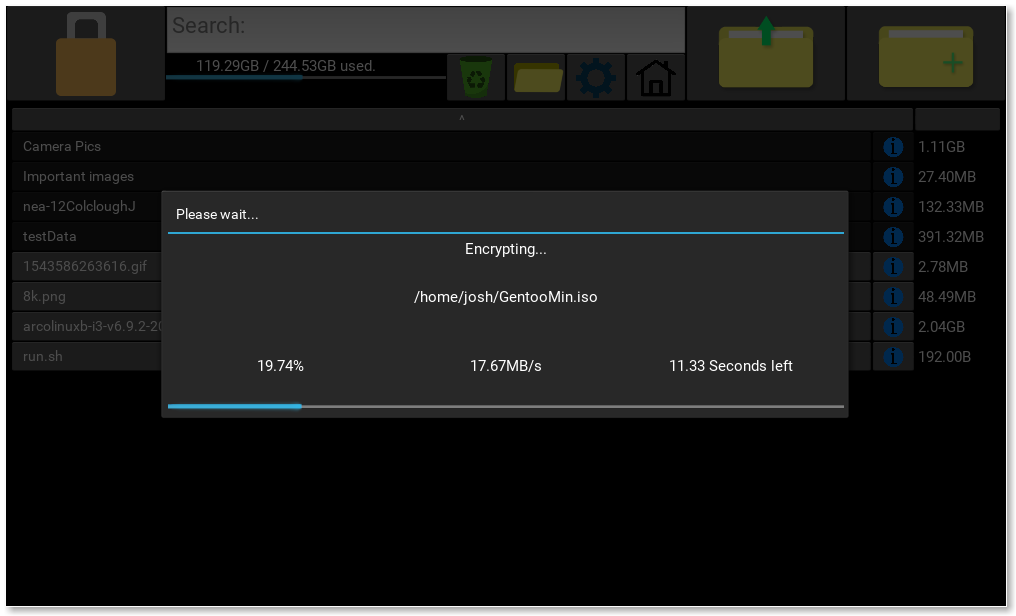 Search:
119.29GB / 244.53GB used.
^
Camera Pics 1.11GB
Important images 27.40MB
nea-12ColcloughJ 132.33MB
testData 391.32MB
1543586263616.gif 2.78MB
8k.png 48.49MB
arcolinuxb-i3-v6.9.2-20 2.04GB
run.sh 192.00B
Please wait...
Encrypting...
/home/josh/GentooMin.iso
19.74% 17.67MB/s 11.33 Seconds left